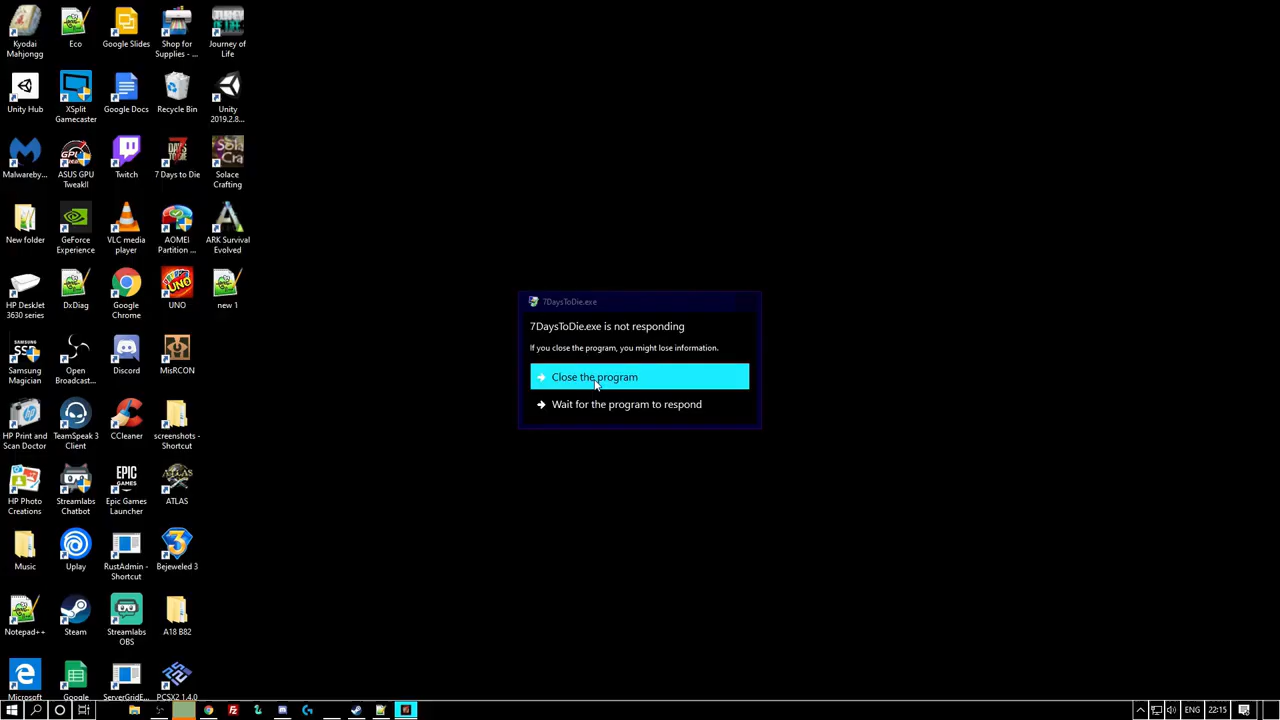 Kyodai
Mahjongg
Eco
Google Slides
Shop for
Supplies - ...
Journey of
Life
Unity Hub
XSplit
Gamecaster
Google Docs
Recycle Bin
Unity
2019.2.8...
Malwareby...
ASUS GPU
TweakII
Twitch
7 Days to Die
Solace
Crafting
New folder
GeForce
Experience
VLC media
player
AOMEI
Partition ...
ARK Survival
Evolved
HP DeskJet
3630 series
DxDiag
Google
Chrome
UNO
new 1
7DaysToDie.exe
7DaysToDie.exe is not responding
If you close the program, you might lose information.
Close the program
Wait for the program to respond
Samsung
Magician
Open
Broadcast...
Discord
MisRCON
HP Print and
Scan Doctor
TeamSpeak 3
Client
CCleaner
screenshots -
Shortcut
HP Photo
Creations
Streamlabs
Chatbot
Epic Games
Launcher
ATLAS
Music
Uplay
RustAdmin -
Shortcut
Bejeweled 3
Notepad++
Steam
Streamlabs
OBS
A18 B82
Microsoft
Google
ServerGridE...
PCSX2 1.4.0
ENG
22:15